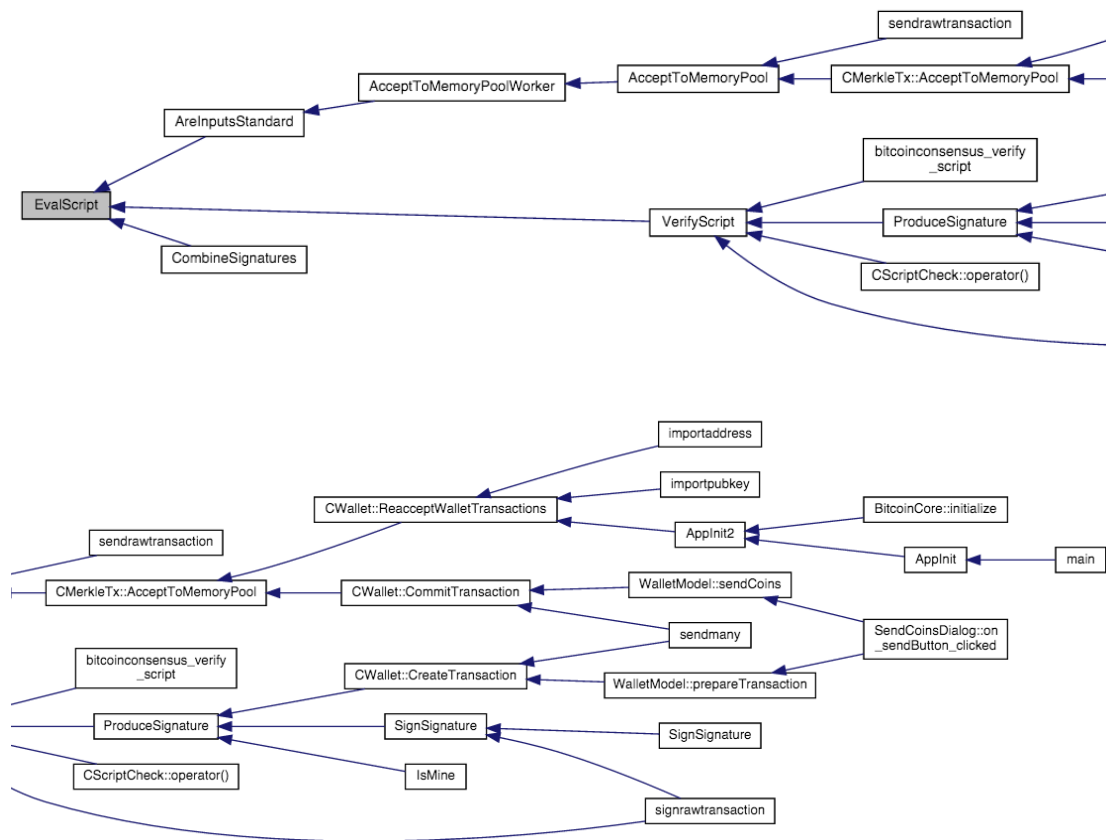 sendrawtransaction
AcceptToMemoryPool
CMerkleTx::AcceptToMemoryPool
AcceptToMemoryPoolWorker
AreInputsStandard
bitcoinconsensus_verify
_script
EvalScript
VerifyScript
ProduceSignature
CombineSignatures
CScriptCheck::operator()
importaddress
importpubkey
CWallet::ReacceptWalletTransactions
BitcoinCore::initialize
AppInit2
sendrawtransaction
AppInit
main
CMerkleTx::AcceptToMemoryPool
CWallet::CommitTransaction
WalletModel::sendCoins
sendmany
SendCoinsDialog::on
_sendButton_clicked
bitcoinconsensus_verify
_script
CWallet::CreateTransaction
WalletModel::prepareTransaction
ProduceSignature
SignSignature
SignSignature
CScriptCheck::operator()
IsMine
signrawtransaction